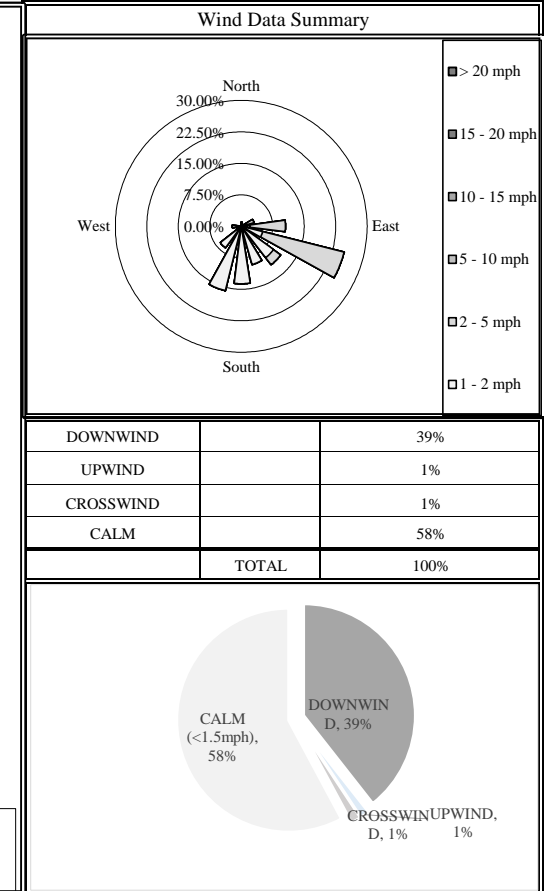 Wind Data Summary
North
30.00%
22.50%
15.00%
7.50%
0.00%
West
East
South
> 20 mph
15 - 20 mph
10 - 15 mph
5 - 10 mph
2 - 5 mph
1 - 2 mph
DOWNWIND 39%
UPWIND 1%
CROSSWIND 1%
CALM 58%
TOTAL 100%
DOWNWIN
D, 39%
CALM
(<1.5mph),
58%
CROSSWIN
D, 1%
UPWIND,
1%